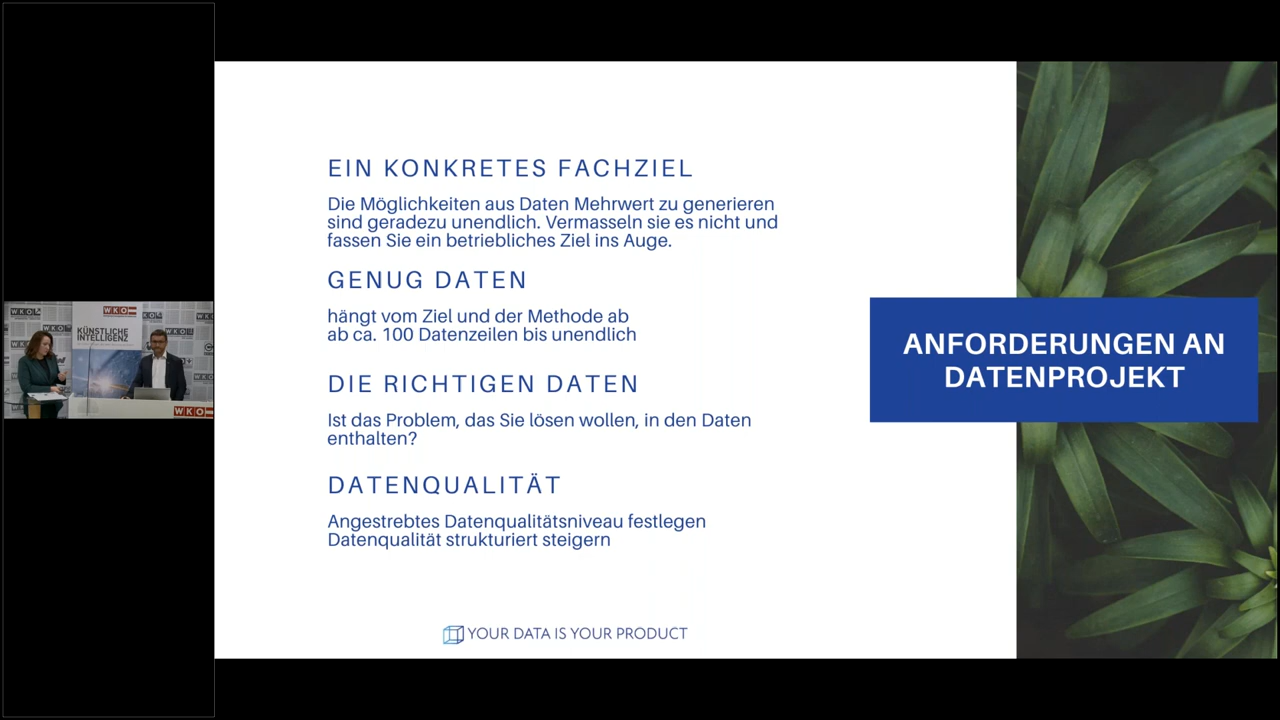 EIN KONKRETES FACHZIEL
Die Möglichkeiten aus Daten Mehrwert zu generieren
sind geradezu unendlich. Vermasseln sie es nicht und
fassen Sie ein betriebliches Ziel ins Auge.
GENUG DATEN
hängt vom Ziel und der Methode ab
ab ca. 100 Datenzeilen bis unendlich
DIE RICHTIGEN DATEN
Ist das Problem, das Sie lösen wollen, in den Daten
enthalten?
DATENQUALITÄT
Angestrebtes Datenqualitätsniveau festlegen
Datenqualität strukturiert steigern
YOUR DATA IS YOUR PRODUCT
ANFORDERUNGEN AN
DATENPROJEKT
WKO
KÜNSTLICHE
INTELLIGENZ
WKO